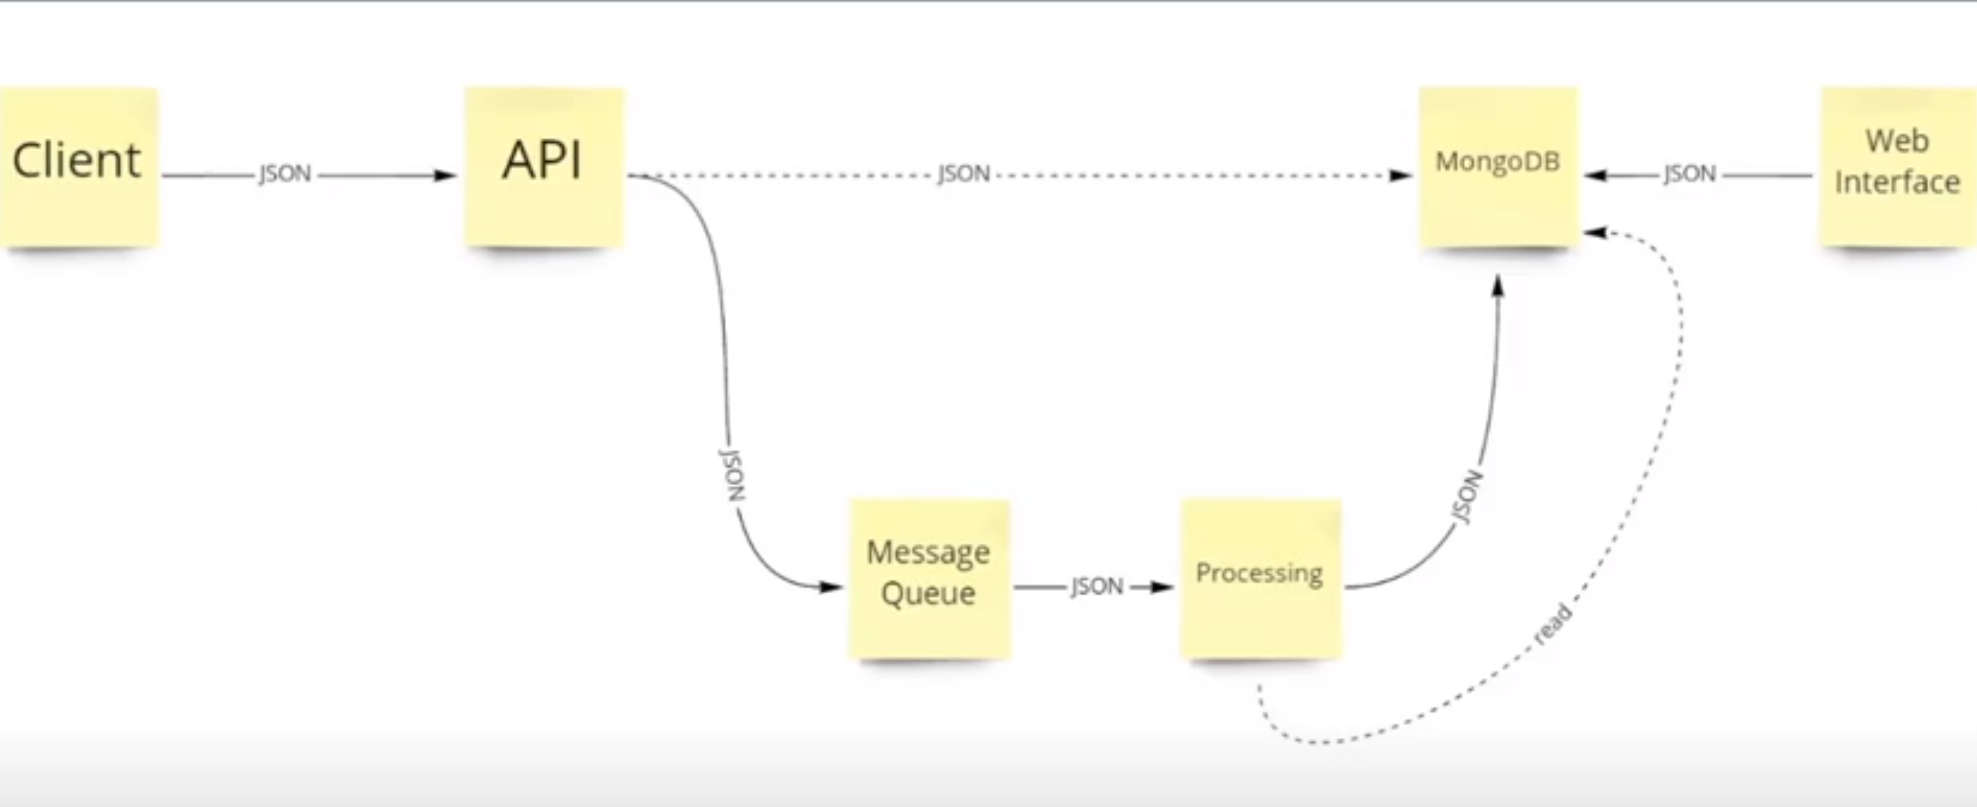 Client
JSON
API
JSON
MongoDB
JSON
Web
Interface
JSON
Message
Queue
JSON
Processing
JSON
read